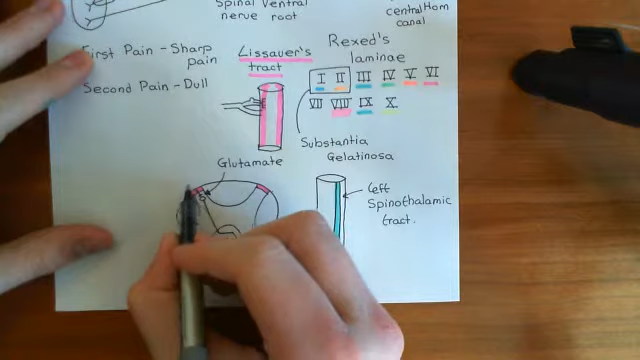 Spinal Ventral
nerve root
central
canal
Horn
First Pain - Sharp
pain
Second Pain - Dull
Lissauer's
tract
Rexed's
laminae
I II III IV V VI
VII VIII IX X
Substantia
Gelatinosa
Glutamate
Left
Spinothalamic
tract.